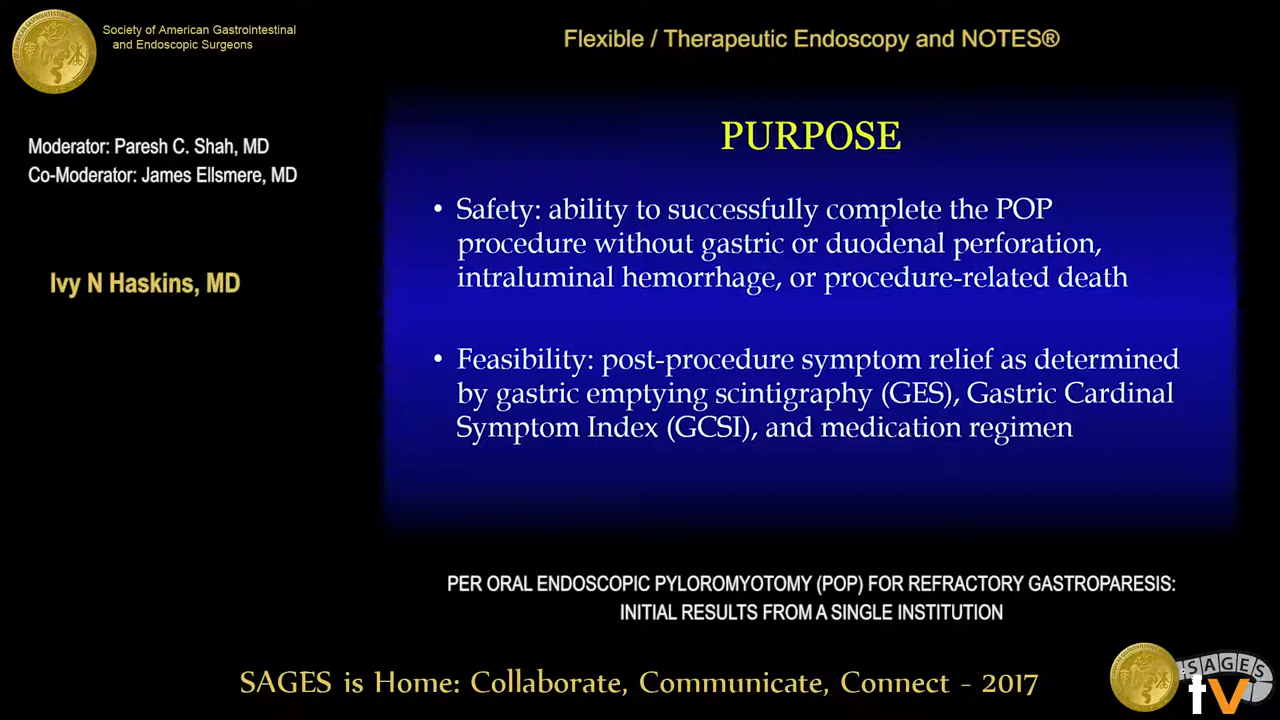 Society of American Gastrointestinal
and Endoscopic Surgeons
Flexible / Therapeutic Endoscopy and NOTES®
Moderator: Paresh C. Shah, MD
Co-Moderator: James Ellsmere, MD
Ivy N Haskins, MD
PURPOSE
• Safety: ability to successfully complete the POP
procedure without gastric or duodenal perforation,
intraluminal hemorrhage, or procedure-related death
• Feasibility: post-procedure symptom relief as determined
by gastric emptying scintigraphy (GES), Gastric Cardinal
Symptom Index (GCSI), and medication regimen
PER ORAL ENDOSCOPIC PYLOROMYOTOMY (POP) FOR REFRACTORY GASTROPARESIS:
INITIAL RESULTS FROM A SINGLE INSTITUTION
SAGES is Home: Collaborate, Communicate, Connect - 2017
SAGES
tv